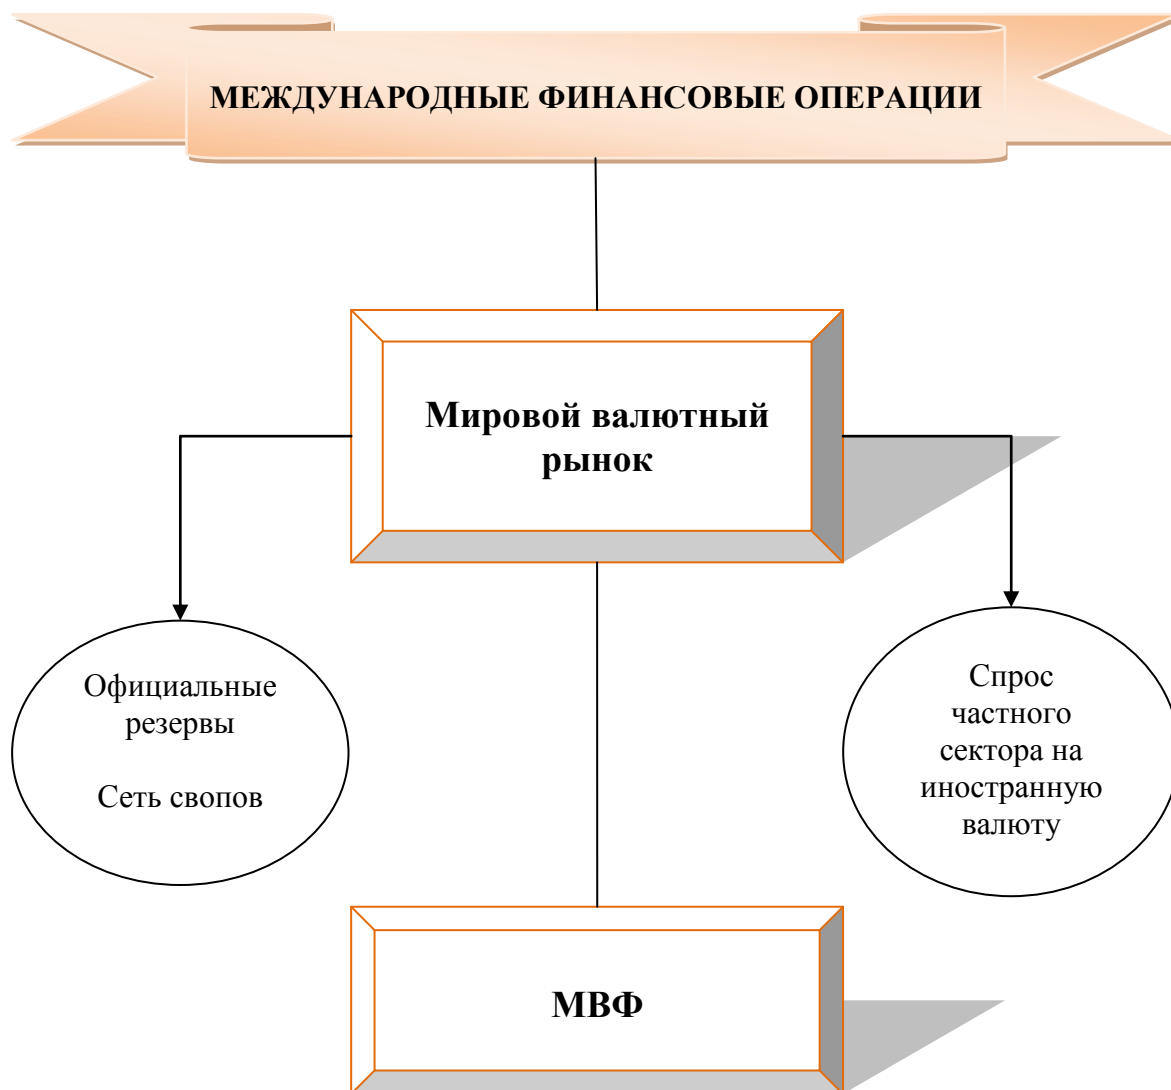 МЕЖДУНАРОДНЫЕ ФИНАНСОВЫЕ ОПЕРАЦИИ
Мировой валютный
рынок
Официальные
резервы
Сеть свопов
Спрос
частного
сектора на
иностранную
валюту
МВФ